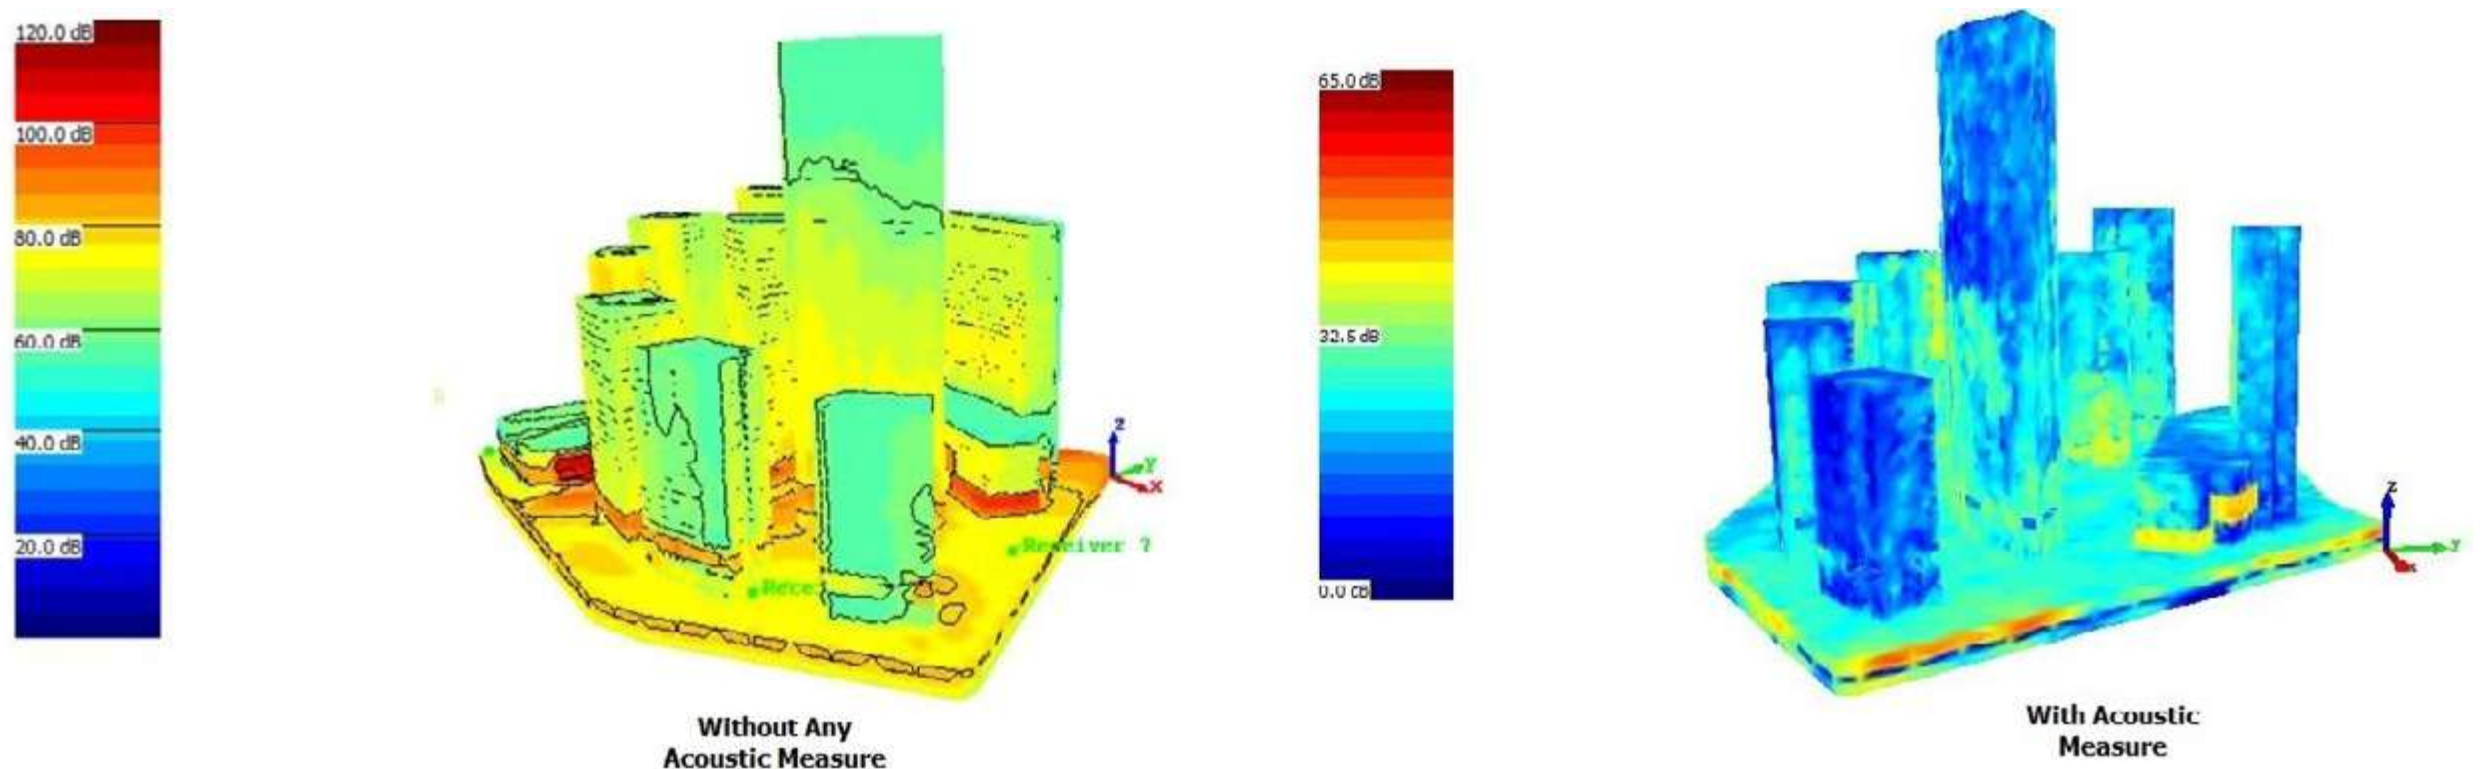 120.0 dB
100.0 dB
80.0 dB
60.0 dB
40.0 dB
20.0 dB
Z
Y
X
Receiver ?
Rece
Without Any
Acoustic Measure
65.0 dB
32.5 dB
0.0 dB
Z
Y
X
With Acoustic
Measure